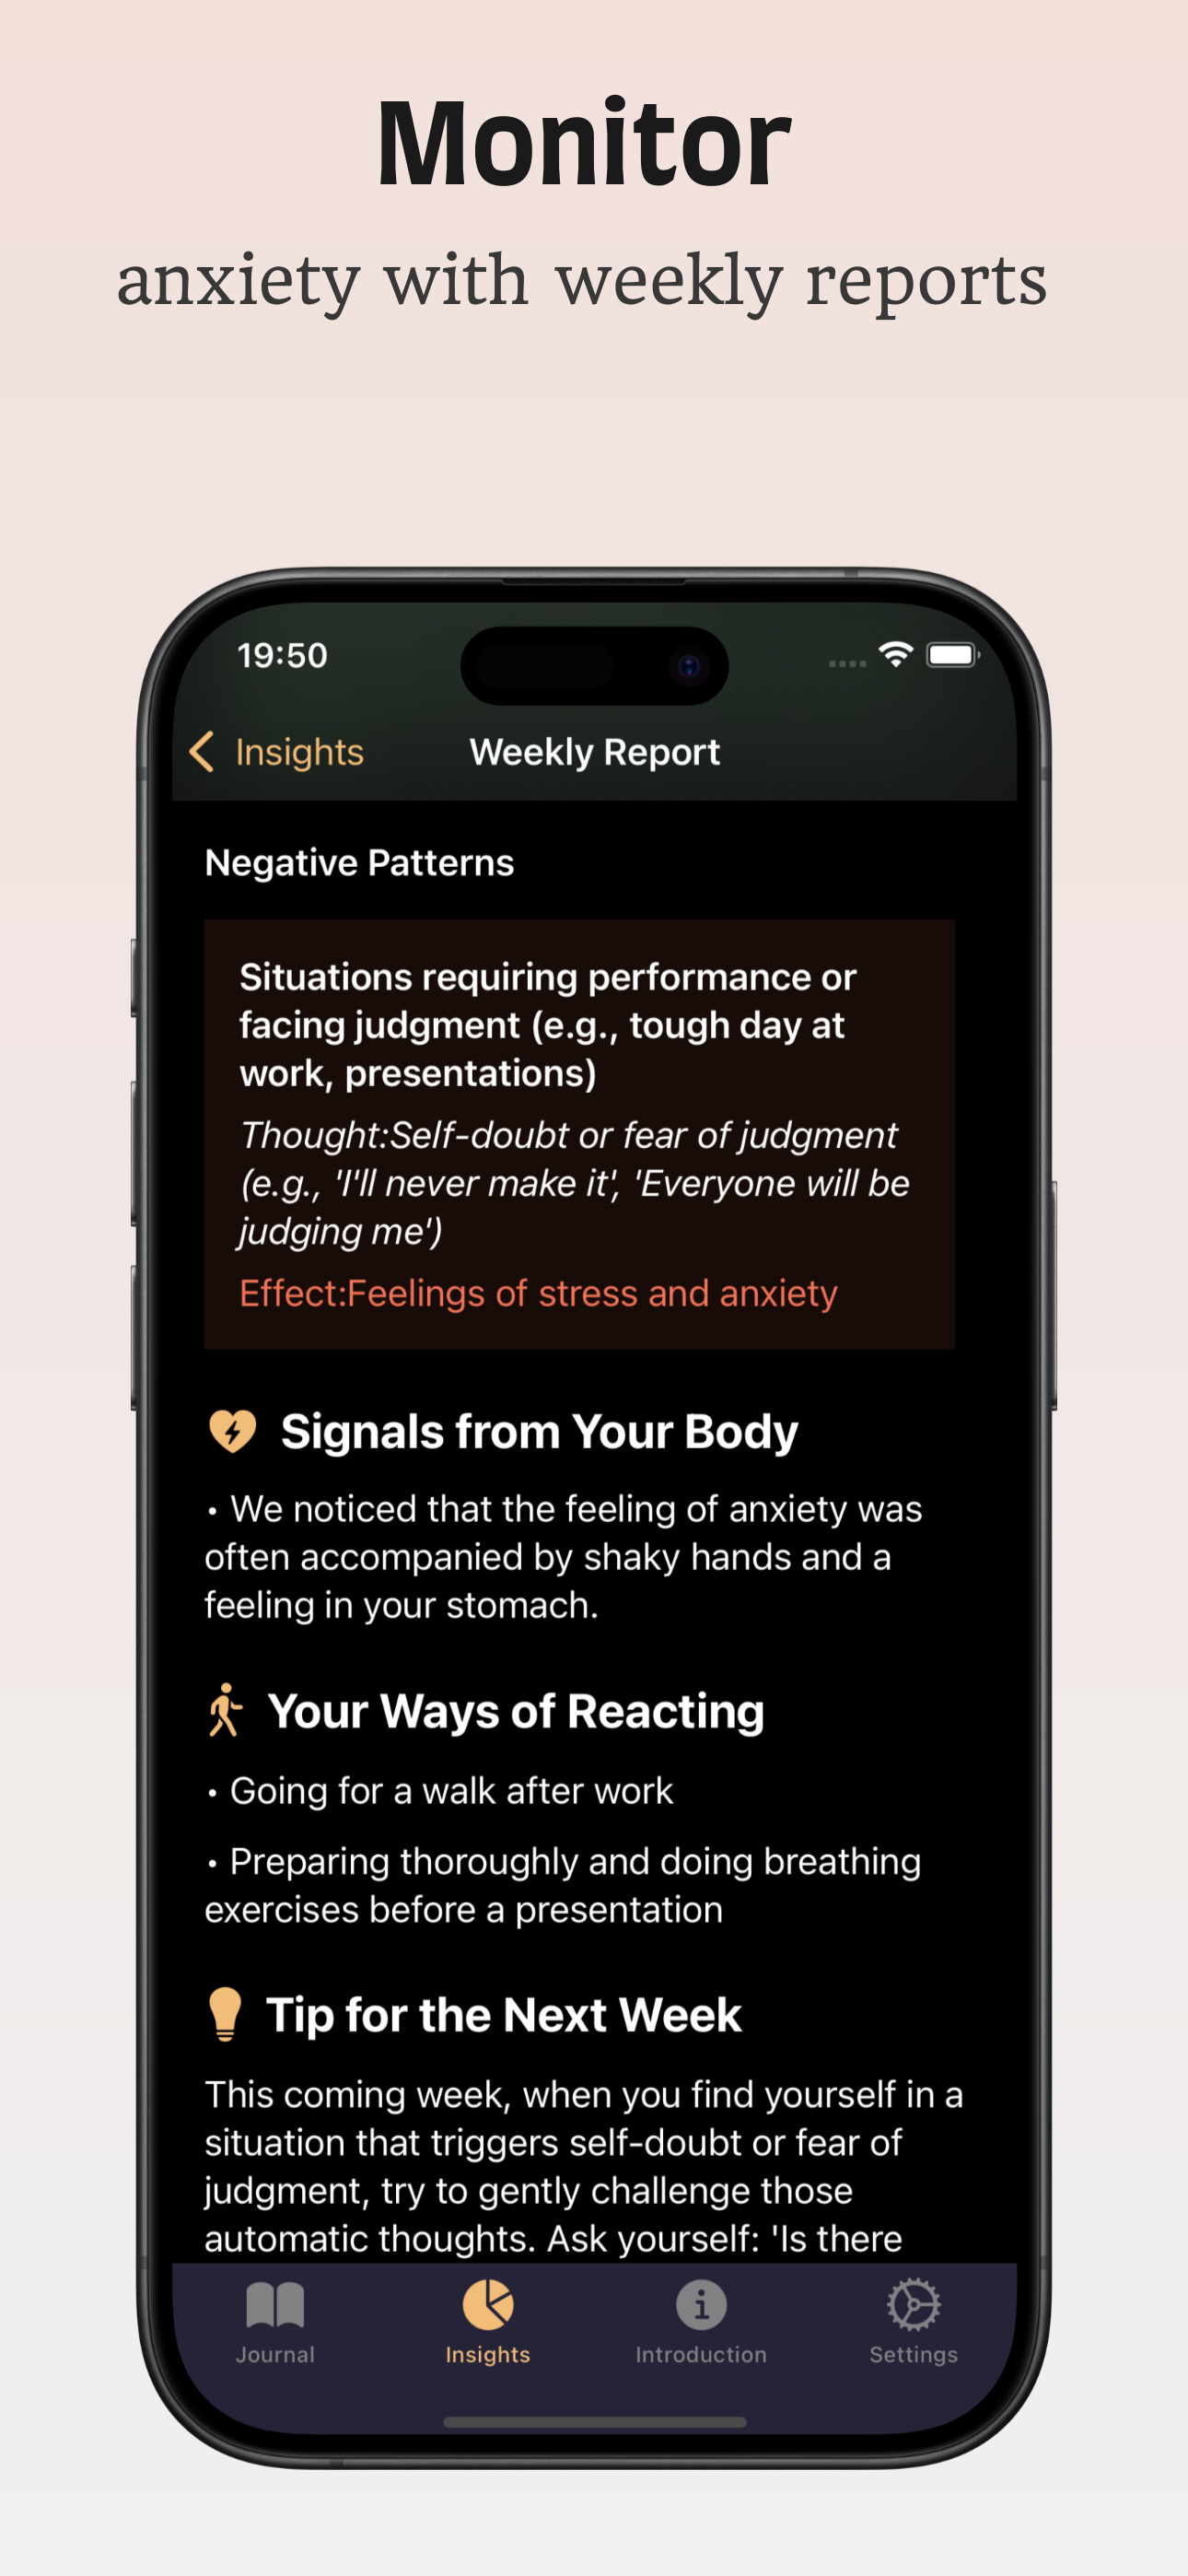 Monitor
anxiety with weekly reports
19:50
Insights
Weekly Report
Negative Patterns
Situations requiring performance or
facing judgment (e.g., tough day at
work, presentations)
Thought:Self-doubt or fear of judgment
(e.g., 'I'll never make it', 'Everyone will be
judging me')
Effect:Feelings of stress and anxiety
Signals from Your Body
• We noticed that the feeling of anxiety was
often accompanied by shaky hands and a
feeling in your stomach.
Your Ways of Reacting
• Going for a walk after work
• Preparing thoroughly and doing breathing
exercises before a presentation
Tip for the Next Week
This coming week, when you find yourself in a
situation that triggers self-doubt or fear of
judgment, try to gently challenge those
automatic thoughts. Ask yourself: 'Is there
Journal
Insights
Introduction
Settings